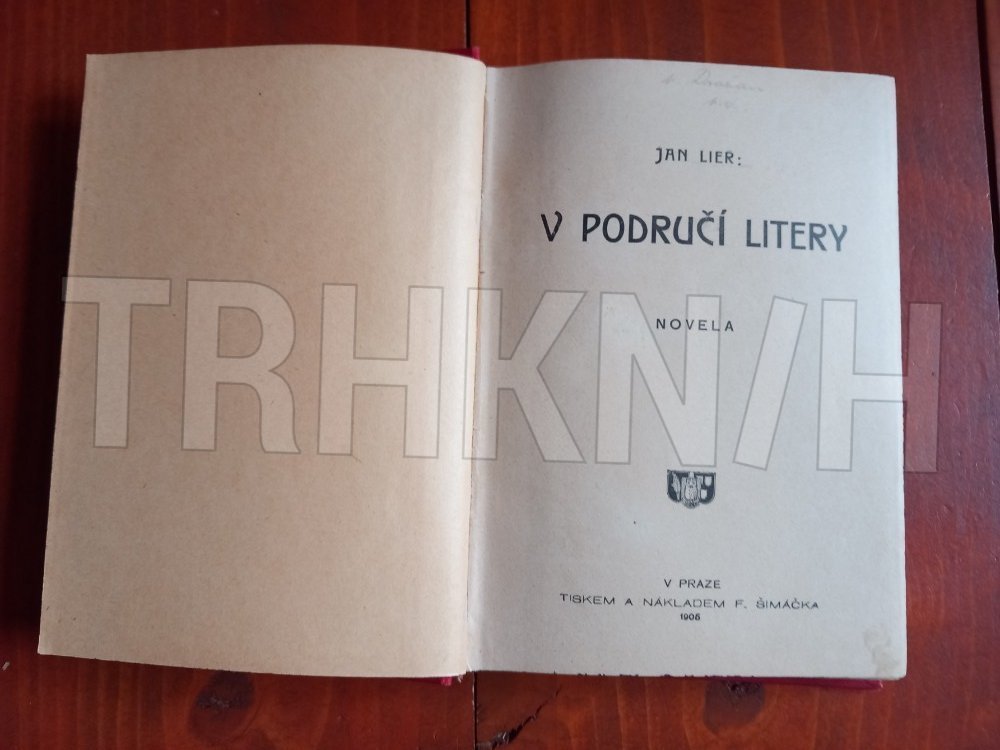 JAN LIER:
V PODRUČÍ LITERY
NOVELA
TRHKNIH
V PRAZE
TISKEM A NÁKLADEM F. ŠIMÁČKA
1905